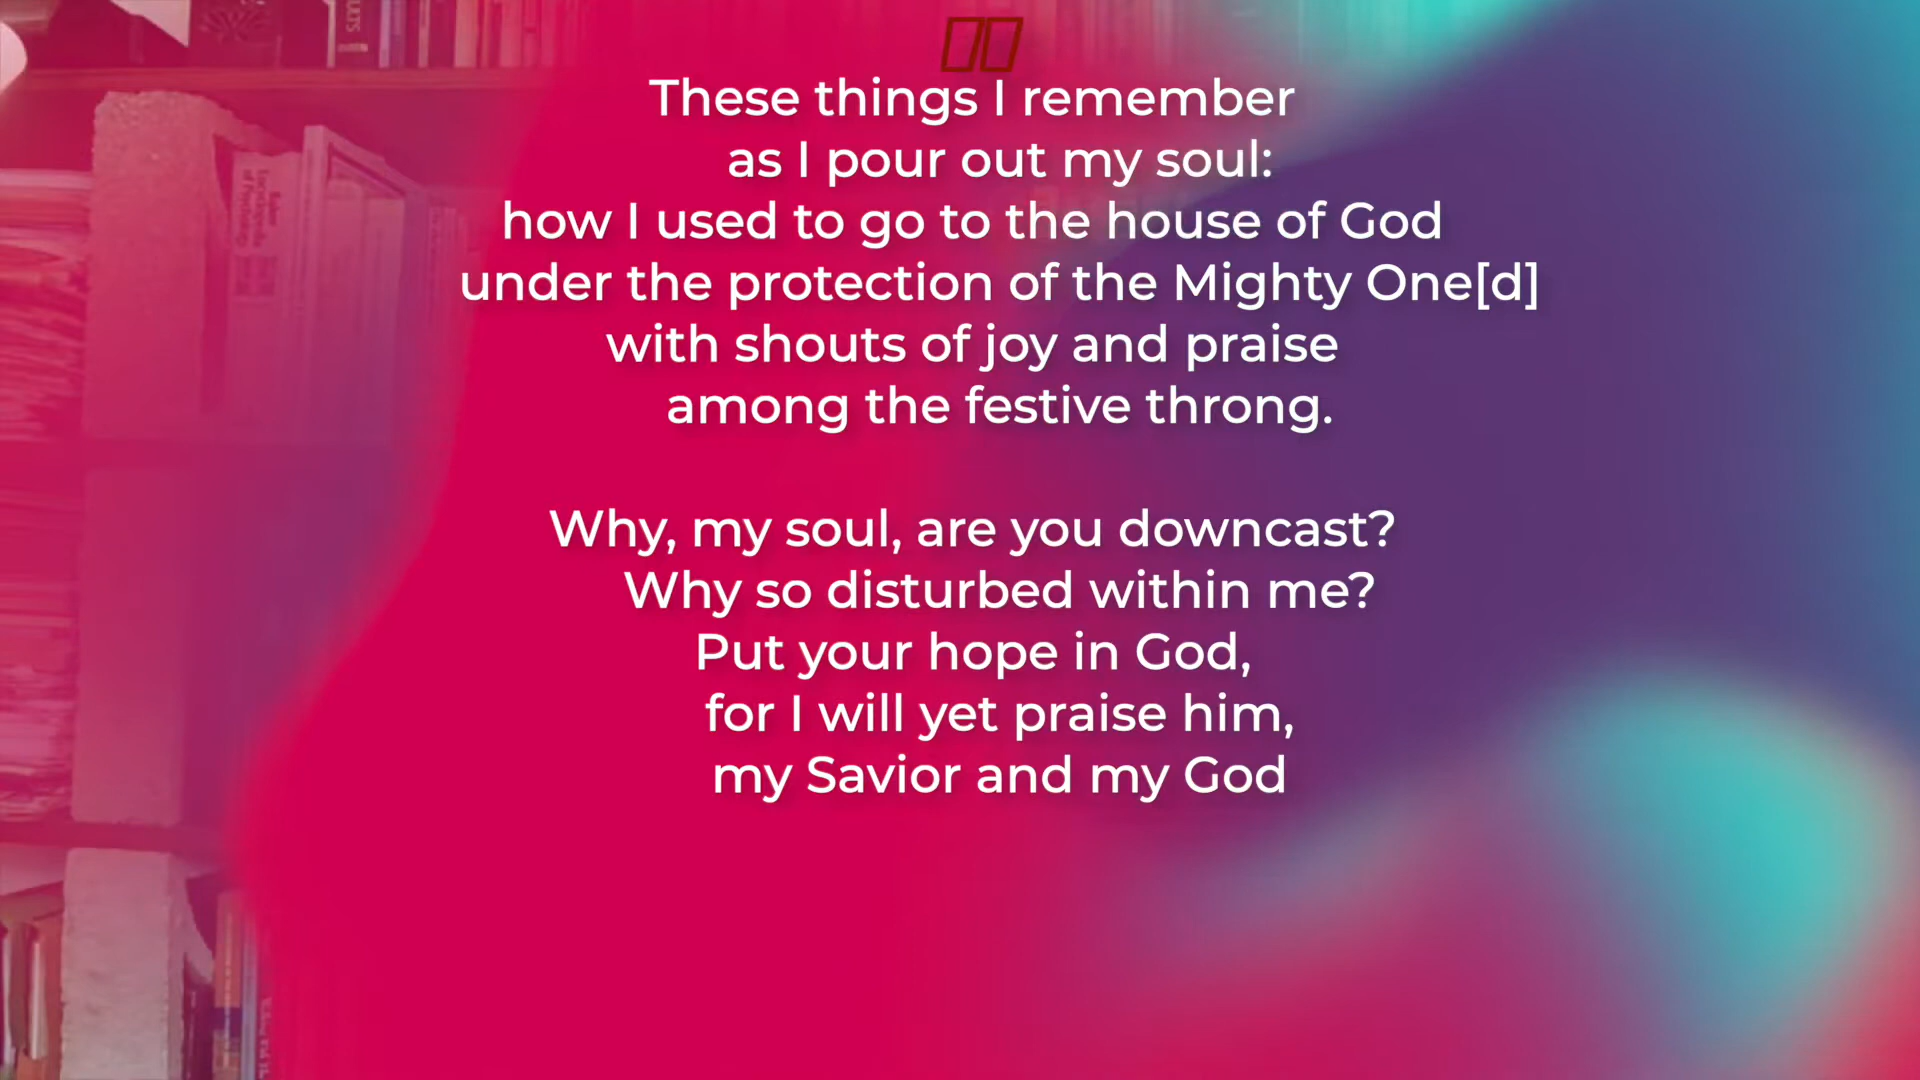 These things I remember
as I pour out my soul:
how I used to go to the house of God
under the protection of the Mighty One[d]
with shouts of joy and praise
among the festive throng.
Why, my soul, are you downcast?
Why so disturbed within me?
Put your hope in God,
for I will yet praise him,
my Savior and my God